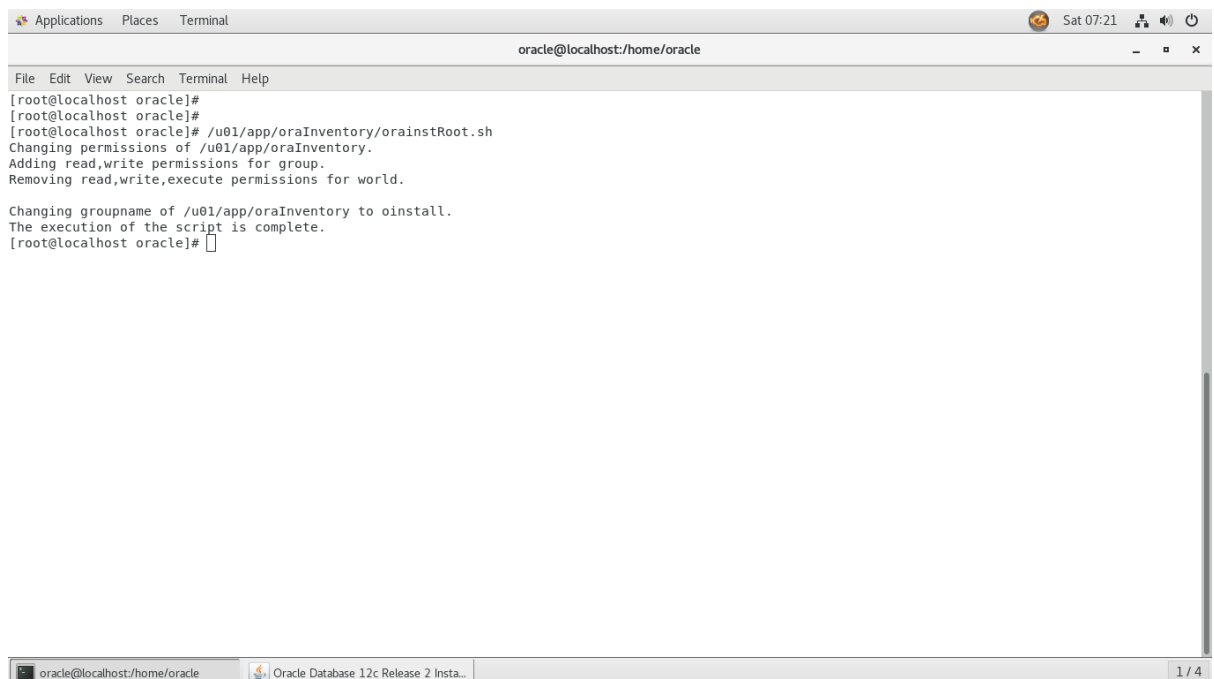 Applications Places Terminal Sat 07:21
oracle@localhost:/home/oracle
File Edit View Search Terminal Help
[root@localhost oracle]#
[root@localhost oracle]#
[root@localhost oracle]# /u01/app/oraInventory/orainstRoot.sh
Changing permissions of /u01/app/oraInventory.
Adding read,write permissions for group.
Removing read,write,execute permissions for world.
Changing groupname of /u01/app/oraInventory to oinstall.
The execution of the script is complete.
[root@localhost oracle]#
oracle@localhost:/home/oracle Oracle Database 12c Release 2 Insta... 1 / 4